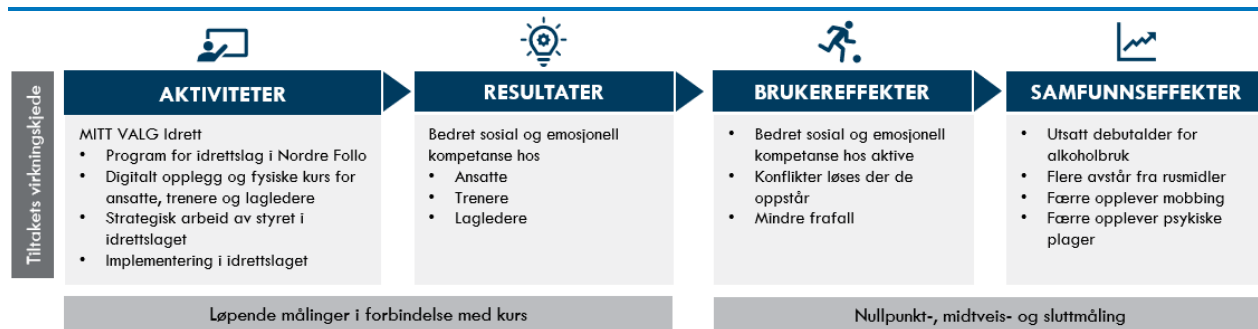 Tiltakets virkningskjede
AKTIVITETER
MITT VALG Idrett
• Program for idrettslag i Nordre Follo
• Digitalt opplegg og fysiske kurs for
ansatte, trenere og lagledere
• Strategisk arbeid av styret i
idrettslaget
• Implementering i idrettslaget
RESULTATER
Bedret sosial og emosjonell
kompetanse hos
• Ansatte
• Trenere
• Lagledere
BRUKEREFFEKTER
• Bedret sosial og emosjonell
kompetanse hos aktive
• Konflikter løses der de
oppstår
• Mindre frafall
SAMFUNNSEFFEKTER
• Utsatt debutalder for
alkoholbruk
• Flere avstår fra rusmidler
• Færre opplever mobbing
• Færre opplever psykiske
plager
Løpende målinger i forbindelse med kurs
Nullpunkt-, midtveis- og sluttmåling